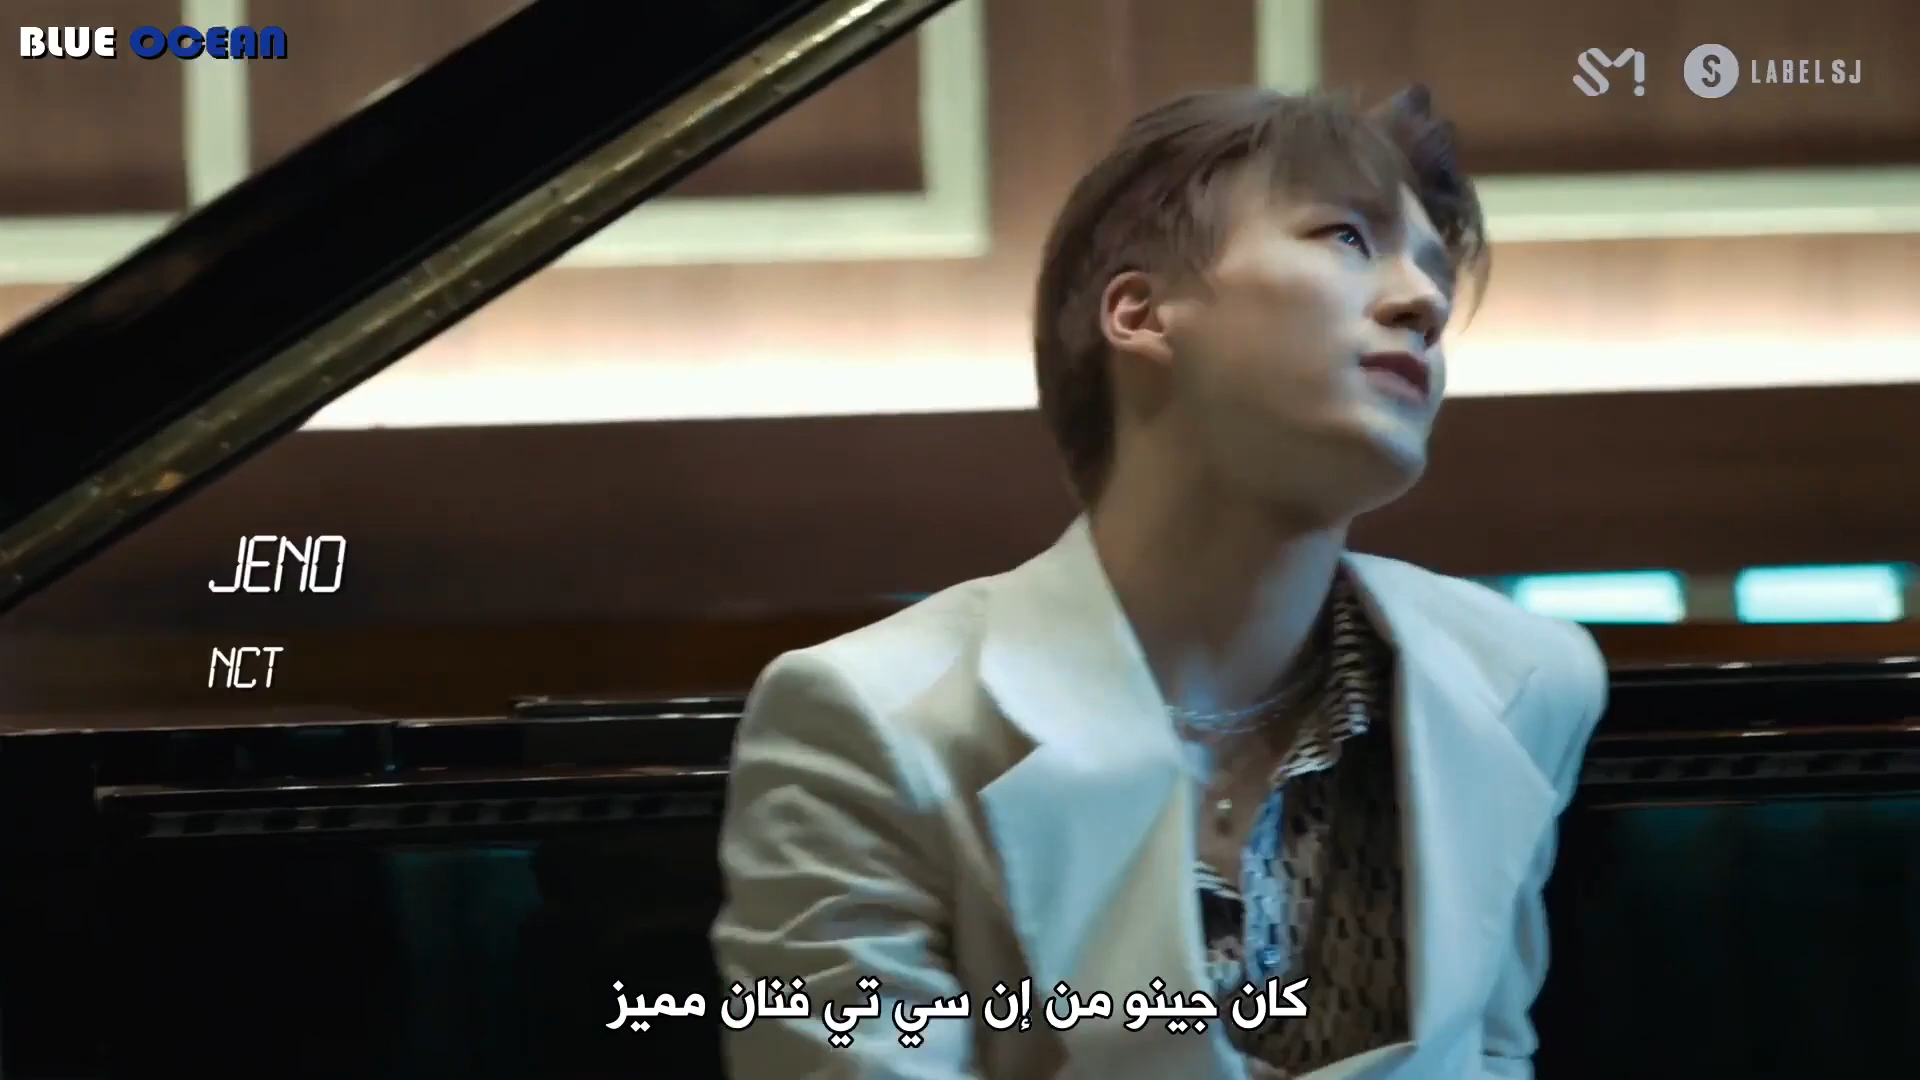 BLUE OCEAN
SM!
S LABEL SJ
JENO
NCT
كان جينو من إن سي تي فنان مميز